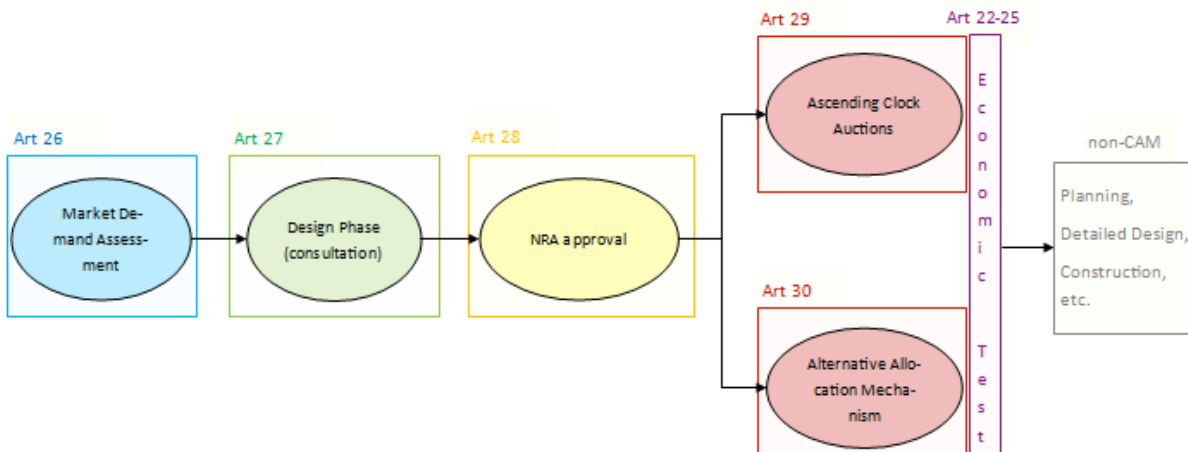 Art 26
Market De-
mand Assess-
ment
Art 27
Design Phase
(consultation)
Art 28
NRA approval
Art 29
Ascending Clock
Auctions
Art 30
Alternative Allo-
cation Mecha-
nism
Art 22-25
E
c
o
n
o
m
i
c
T
e
s
t
non-CAM
Planning,
Detailed Design,
Construction,
etc.